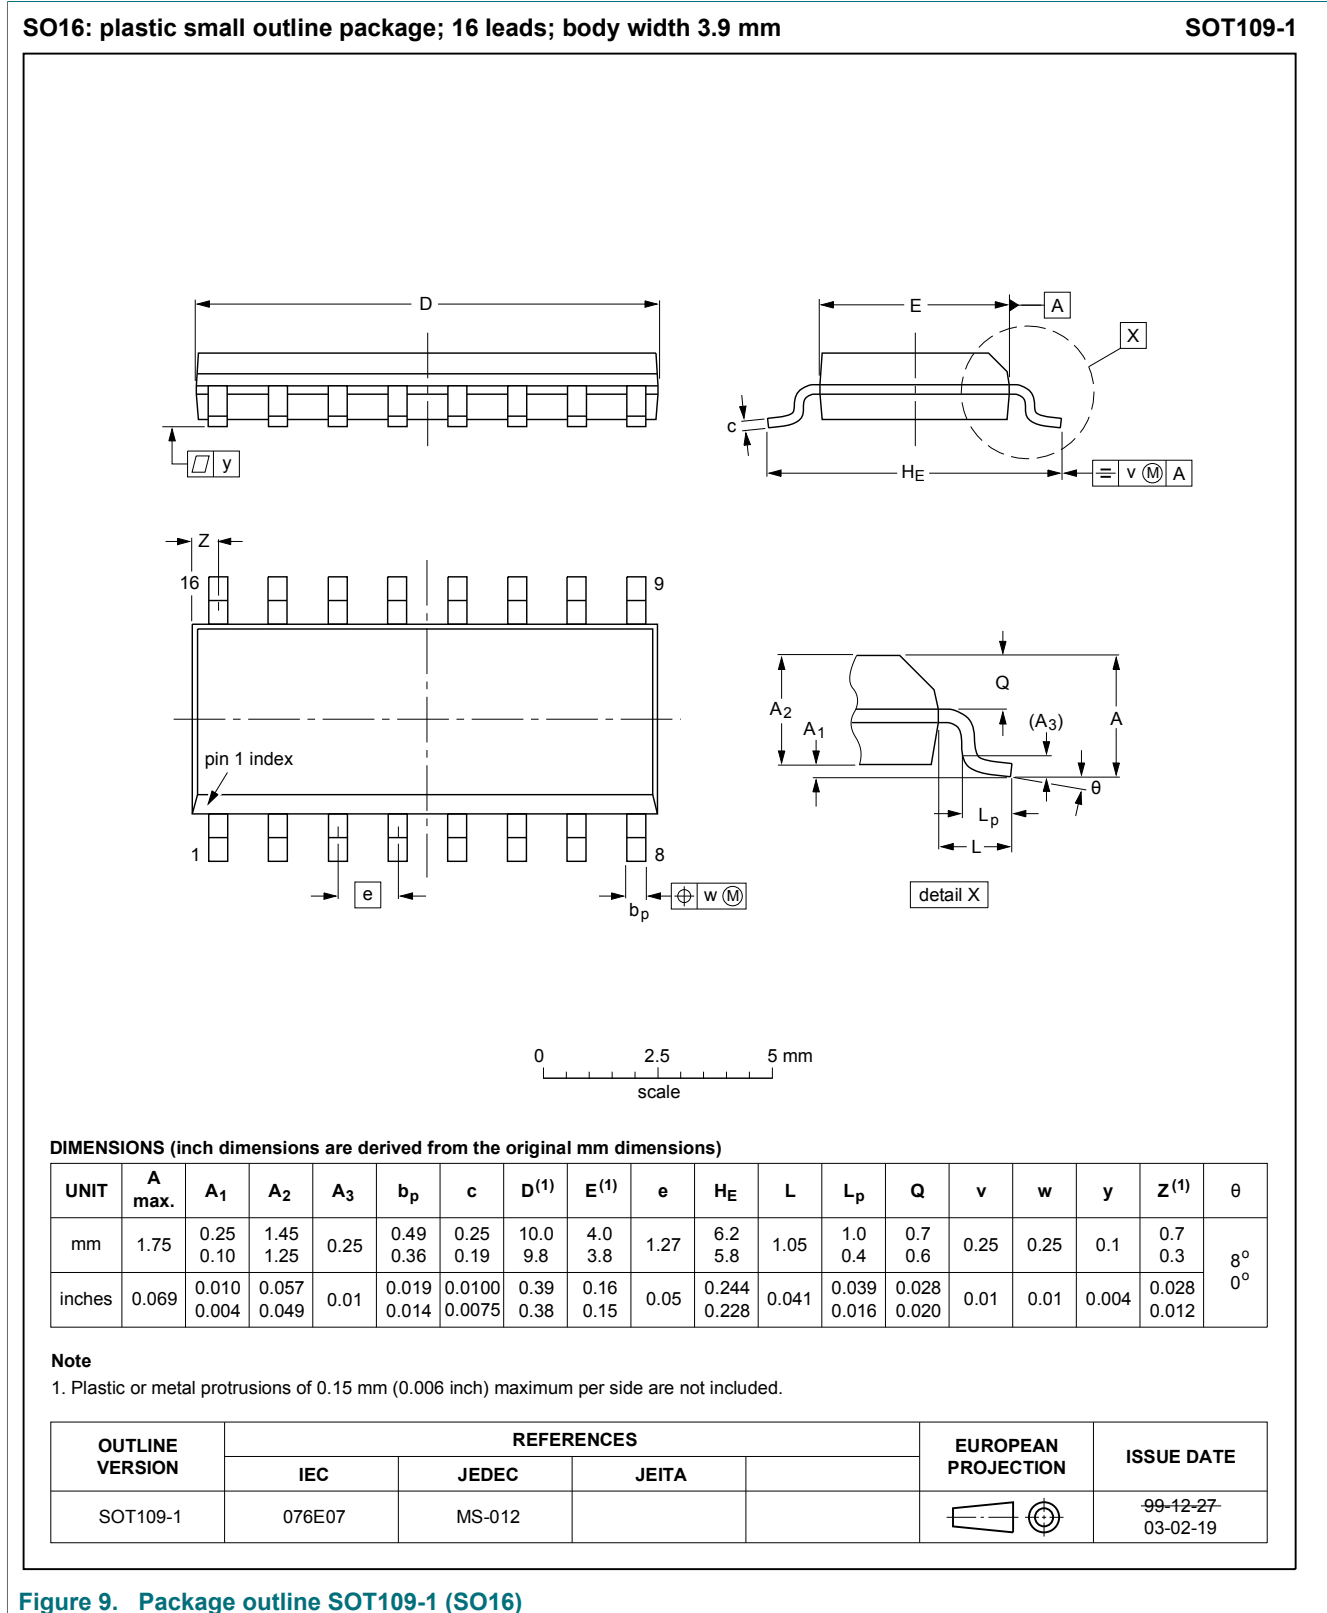 SO16: plastic small outline package; 16 leads; body width 3.9 mm SOT109-1
D
E A
X
c
y
HE v M A
Z
16 9
pin 1 index
1 8
e
bp w M
A2 A1 Q (A3) A
θ
Lp
L
detail X
0 2.5 5 mm
scale
DIMENSIONS (inch dimensions are derived from the original mm dimensions)
UNIT A max. A1 A2 A3 bp c D(1) E(1) e HE L Lp Q v w y Z(1) θ
mm 1.75 0.25 0.10 1.45 1.25 0.25 0.49 0.36 0.25 0.19 10.0 9.8 4.0 3.8 1.27 6.2 5.8 1.05 1.0 0.4 0.7 0.6 0.25 0.25 0.1 0.7 0.3 8° 0°
inches 0.069 0.010 0.004 0.057 0.049 0.01 0.019 0.014 0.0100 0.0075 0.39 0.38 0.16 0.15 0.05 0.244 0.228 0.041 0.039 0.016 0.028 0.020 0.01 0.01 0.004 0.028 0.012
Note
1. Plastic or metal protrusions of 0.15 mm (0.006 inch) maximum per side are not included.
OUTLINE VERSION REFERENCES EUROPEAN PROJECTION ISSUE DATE
IEC JEDEC JEITA
SOT109-1 076E07 MS-012 99-12-27
03-02-19
Figure 9. Package outline SOT109-1 (SO16)